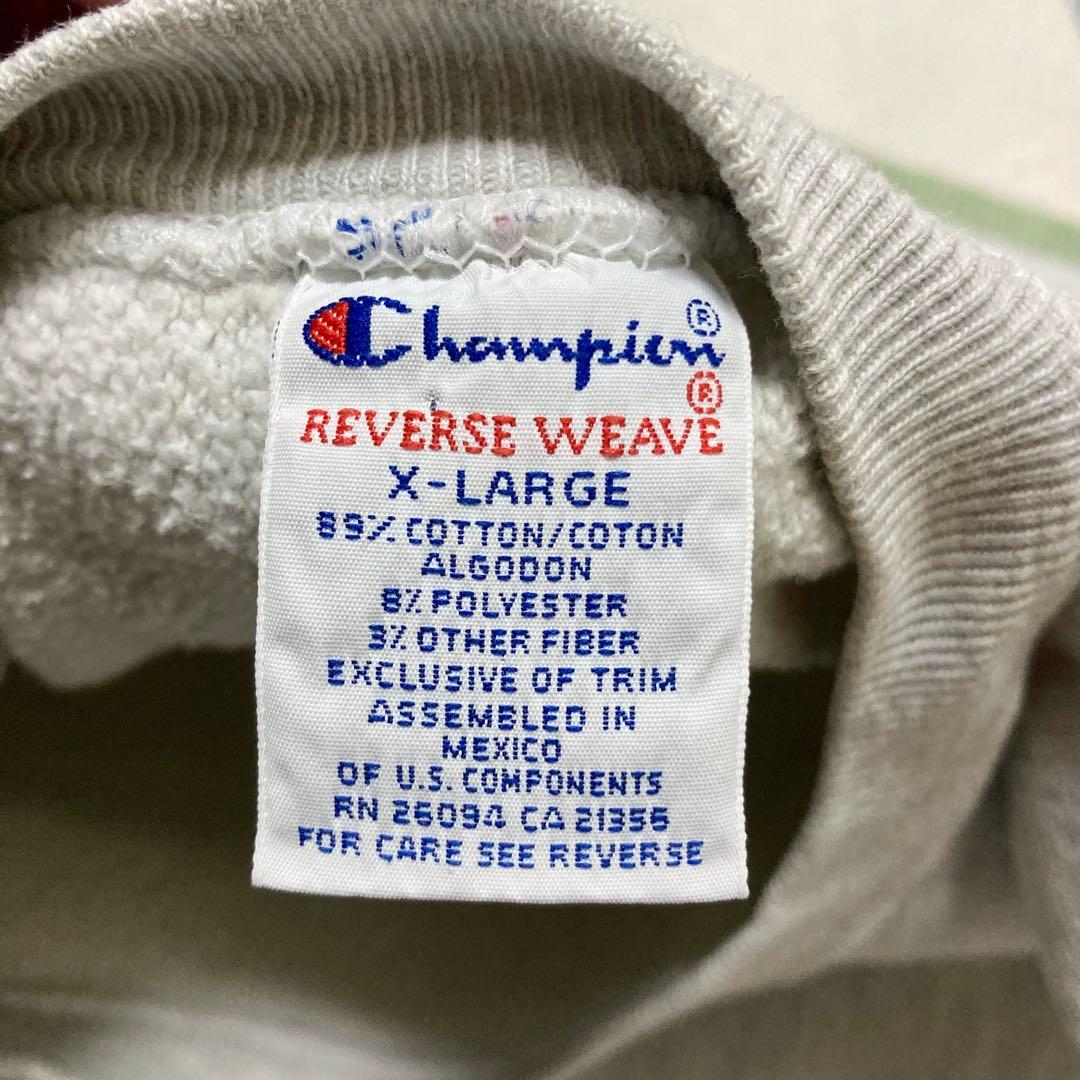 Champion®
REVERSE WEAVE®
X-LARGE
89% COTTON/COTON
ALGODON
8% POLYESTER
3% OTHER FIBER
EXCLUSIVE OF TRIM
ASSEMBLED IN
MEXICO
OF U.S. COMPONENTS
RN 26094 CA 21356
FOR CARE SEE REVERSE